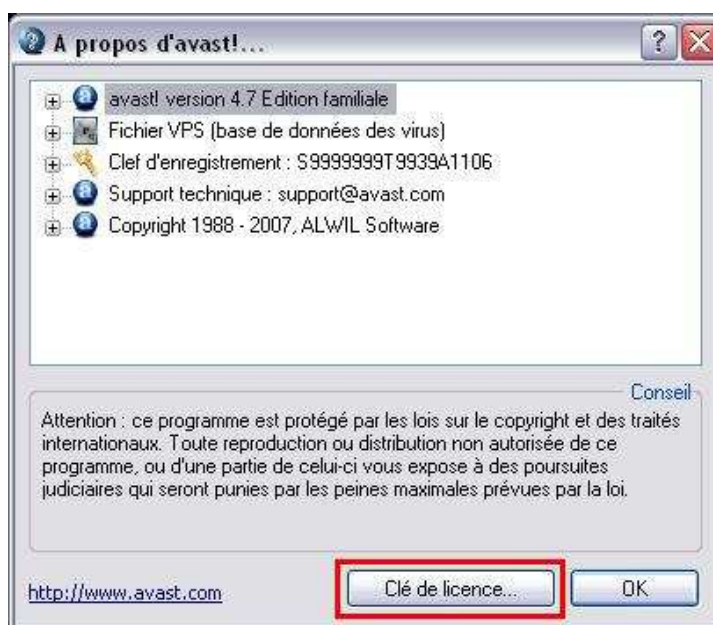 A propos d'avast!...
avast! version 4.7 Edition familiale
Fichier VPS (base de données des virus)
Clef d'enregistrement : S9999999T9939A1106
Support technique : support@avast.com
Copyright 1988 - 2007, ALWIL Software
Conseil
Attention : ce programme est protégé par les lois sur le copyright et des traités
internationaux. Toute reproduction ou distribution non autorisée de ce
programme, ou d'une partie de celui-ci vous expose à des poursuites
judiciaires qui seront punies par les peines maximales prévues par la loi.
http://www.avast.com
Clé de licence...
OK